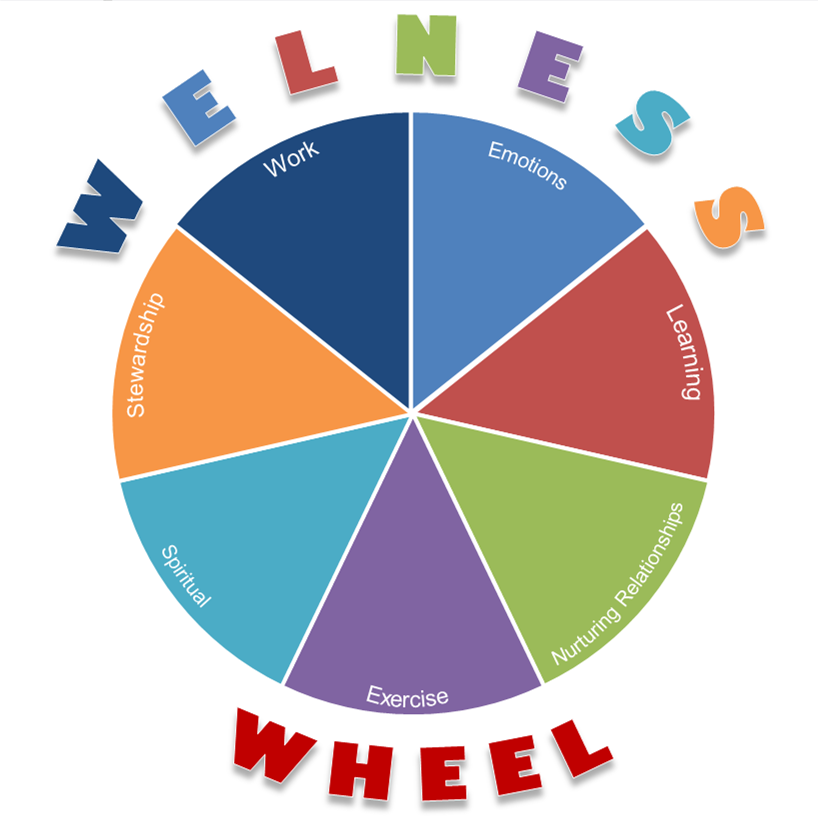 WELNESS
Work
Emotions
Stewardship
Learning
Spiritual
Nurturing Relationships
Exercise
WHEEL